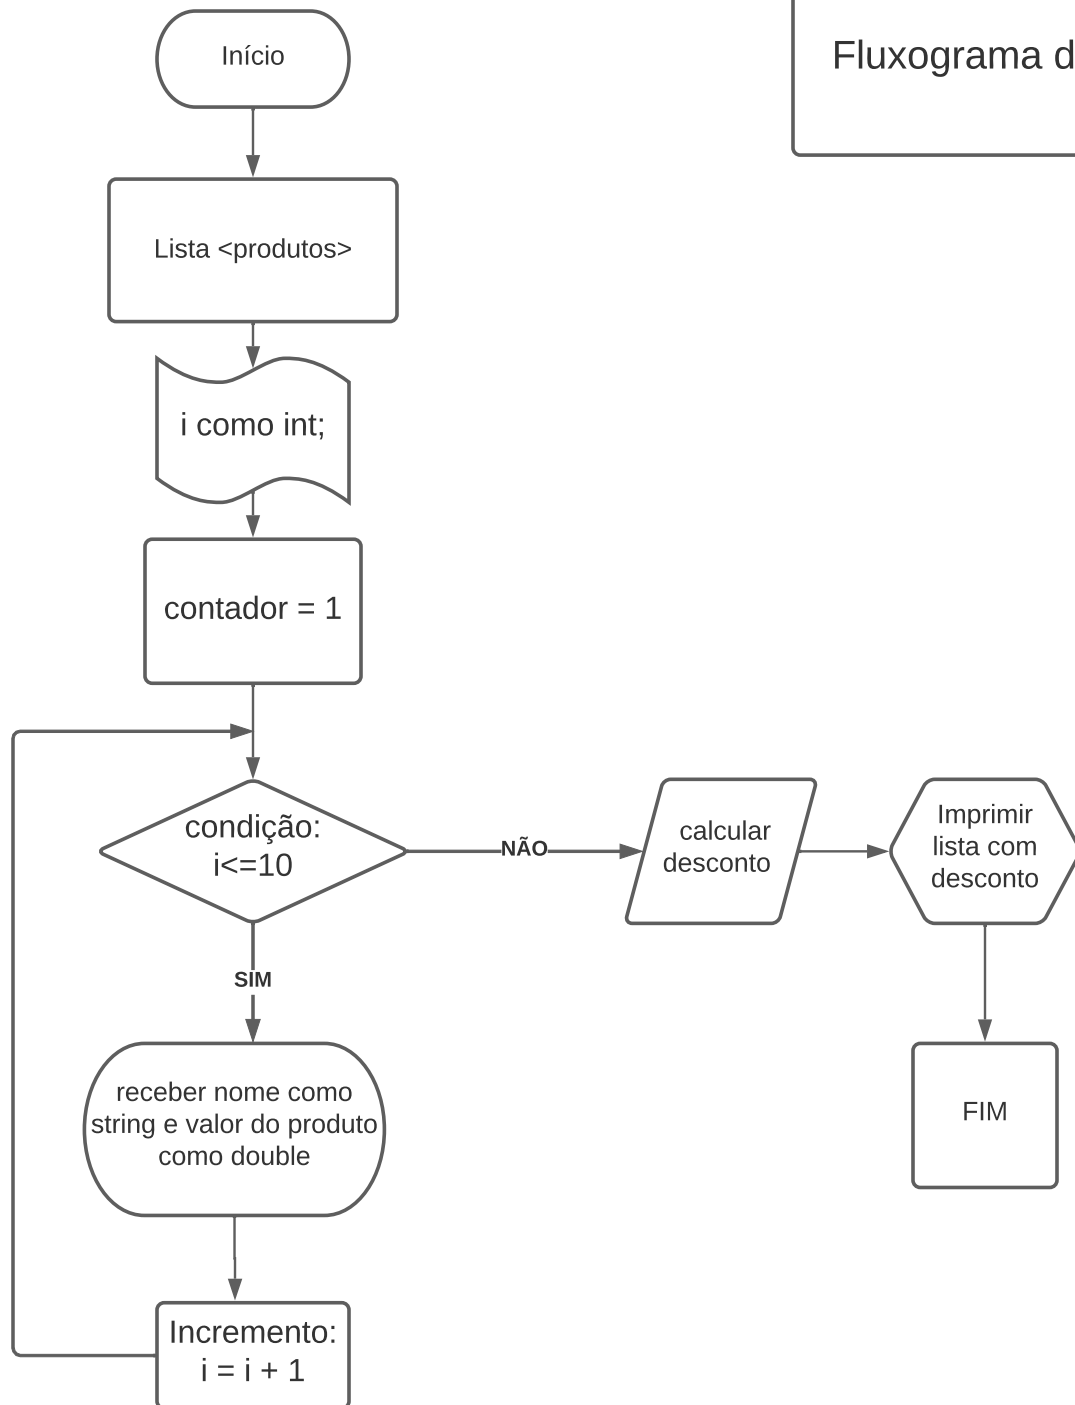 Início
Fluxograma d
Lista <produtos>
i como int;
contador = 1
condição:
i<=10
NÃO
calcular
desconto
Imprimir
lista com
desconto
SIM
receber nome como
string e valor do produto
como double
FIM
Incremento:
i = i + 1